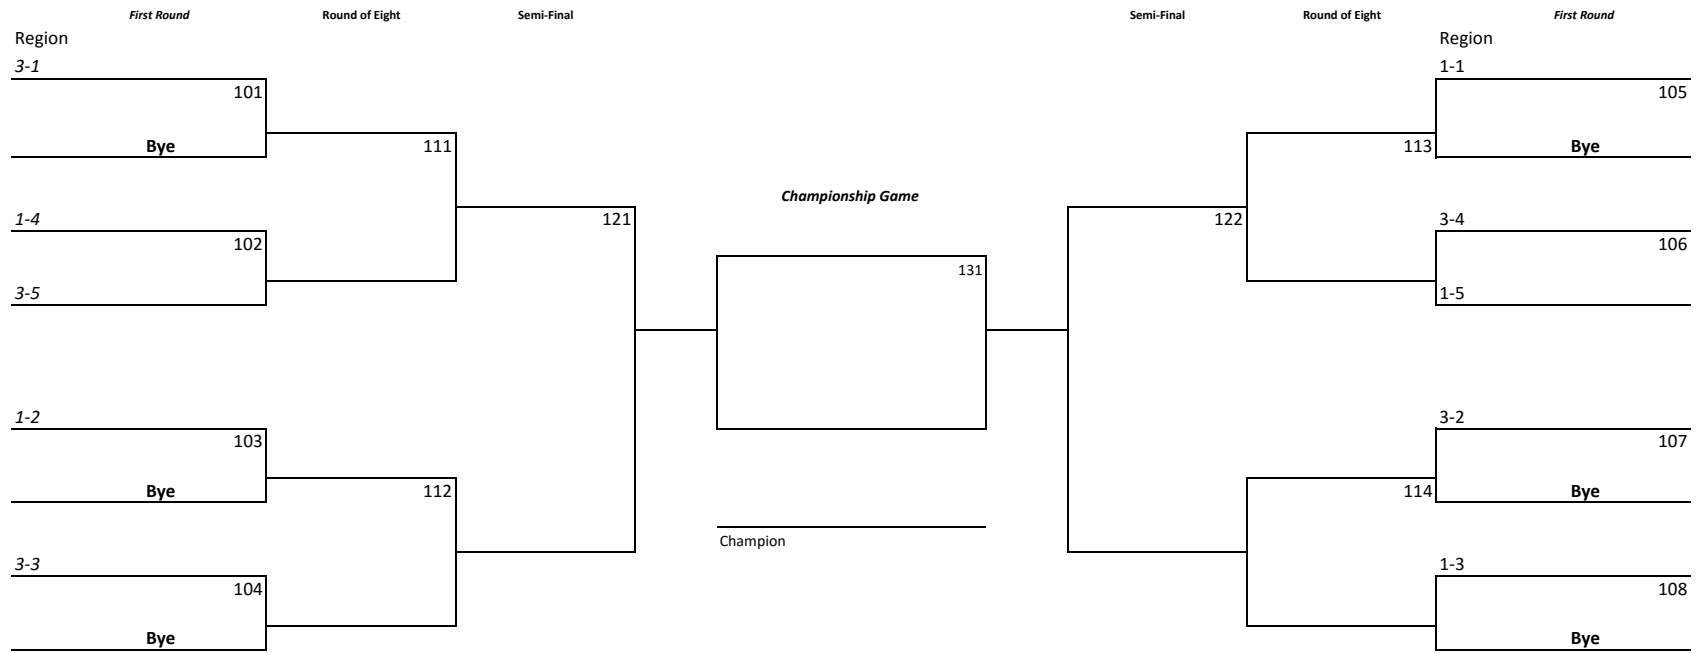 First Round Round of Eight Semi-Final Semi-Final Round of Eight First Round
Region Region
3-1 1-1
101 105
Bye 111 113 Bye
Championship Game
1-4 121 122 3-4
102 106
131
3-5 1-5
1-2 3-2
103 107
Bye 112 114 Bye
Champion
3-3 1-3
104 108
Bye Bye